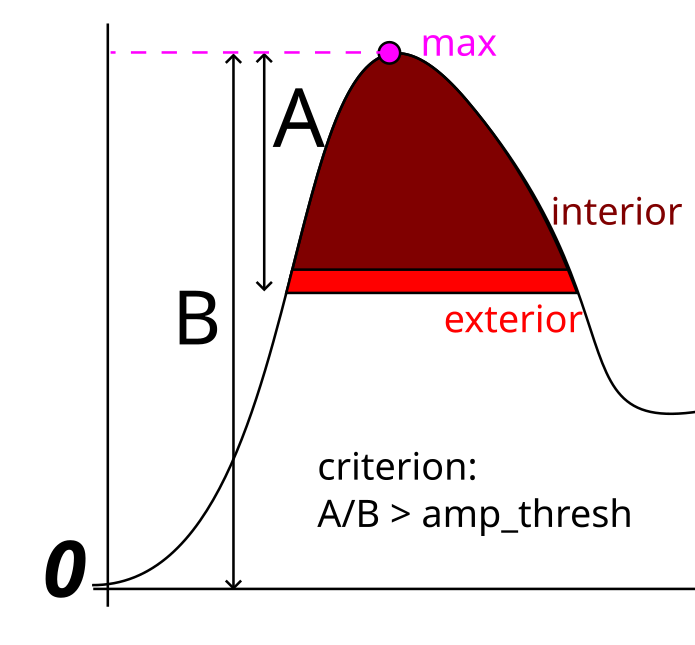 max
A
interior
B
exterior
criterion:
A/B > amp_thresh
0